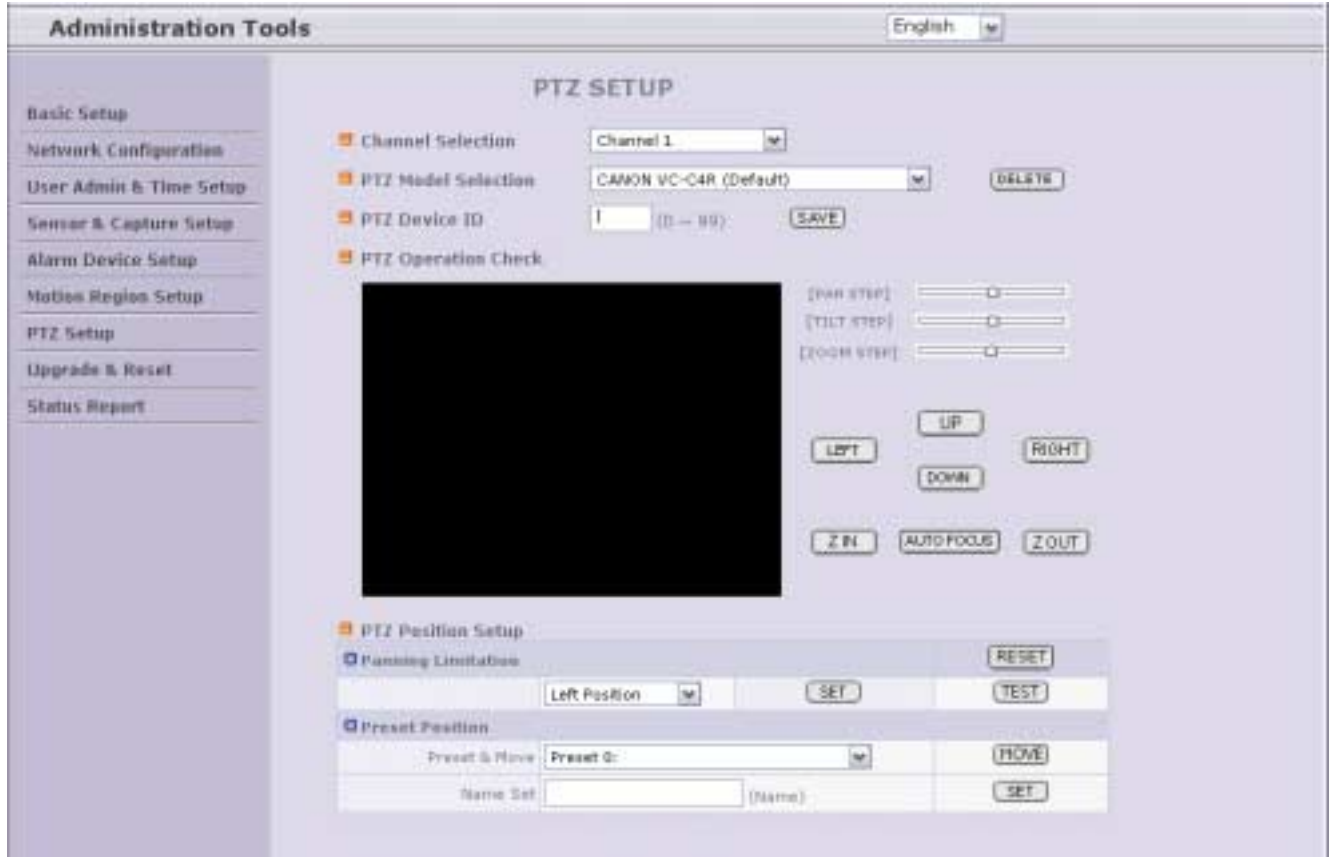 Administration Tools
English
PTZ SETUP
Basic Setup
Network Configuration
User Admin & Time Setup
Sensor & Capture Setup
Alarm Device Setup
Motion Region Setup
PTZ Setup
Upgrade & Reset
Status Report
Channel Selection
Channel 1
PTZ Model Selection
CANON VC-C4R (Default)
DELETE
PTZ Device ID
(0 ~ 99)
SAVE
PTZ Operation Check
[PAN STEP]
[TILT STEP]
[ZOOM STEP]
UP
LEFT
RIGHT
DOWN
Z IN
AUTO FOCUS
Z OUT
PTZ Position Setup
Panning Limitation
RESET
Left Position
SET
TEST
Preset Position
Preset & Move
Preset 0:
MOVE
Name Set
(Name)
SET